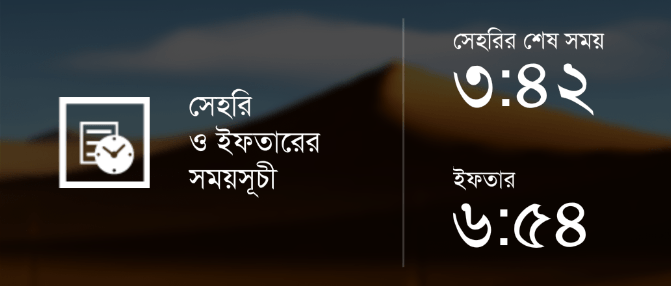 সেহরি
ও ইফতারের
সময়সূচী
সেহরির শেষ সময়
৩:৪২
ইফতার
৬:৫৪